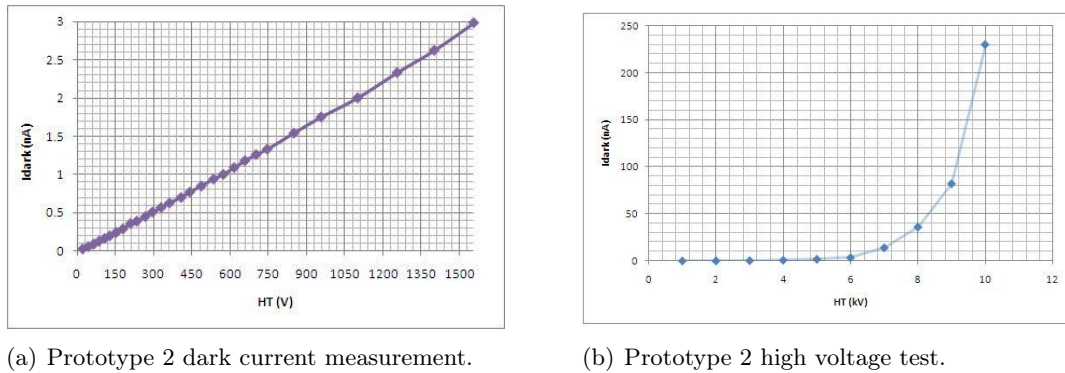 3
2.5
2
1.5
1
0.5
0
Idark (nA)
0 150 300 450 600 750 900 1050 1200 1350 1500
HT (V)
250
200
150
100
50
0
Idark (nA)
0 2 4 6 8 10 12
HT (kV)
(a) Prototype 2 dark current measurement.
(b) Prototype 2 high voltage test.